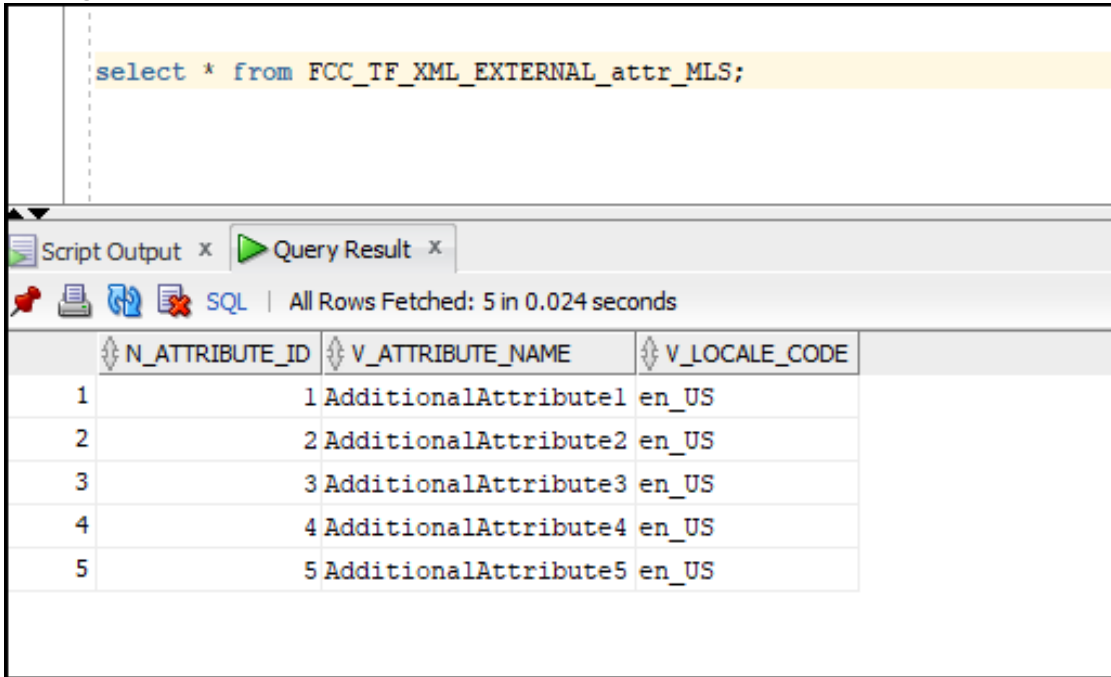 select * from FCC_TF_XML_EXTERNAL_attr_MLS;
Script Output x Query Result x
SQL | All Rows Fetched: 5 in 0.024 seconds
N_ATTRIBUTE_ID V_ATTRIBUTE_NAME V_LOCALE_CODE
1 1 AdditionalAttribute1 en_US
2 2 AdditionalAttribute2 en_US
3 3 AdditionalAttribute3 en_US
4 4 AdditionalAttribute4 en_US
5 5 AdditionalAttribute5 en_US